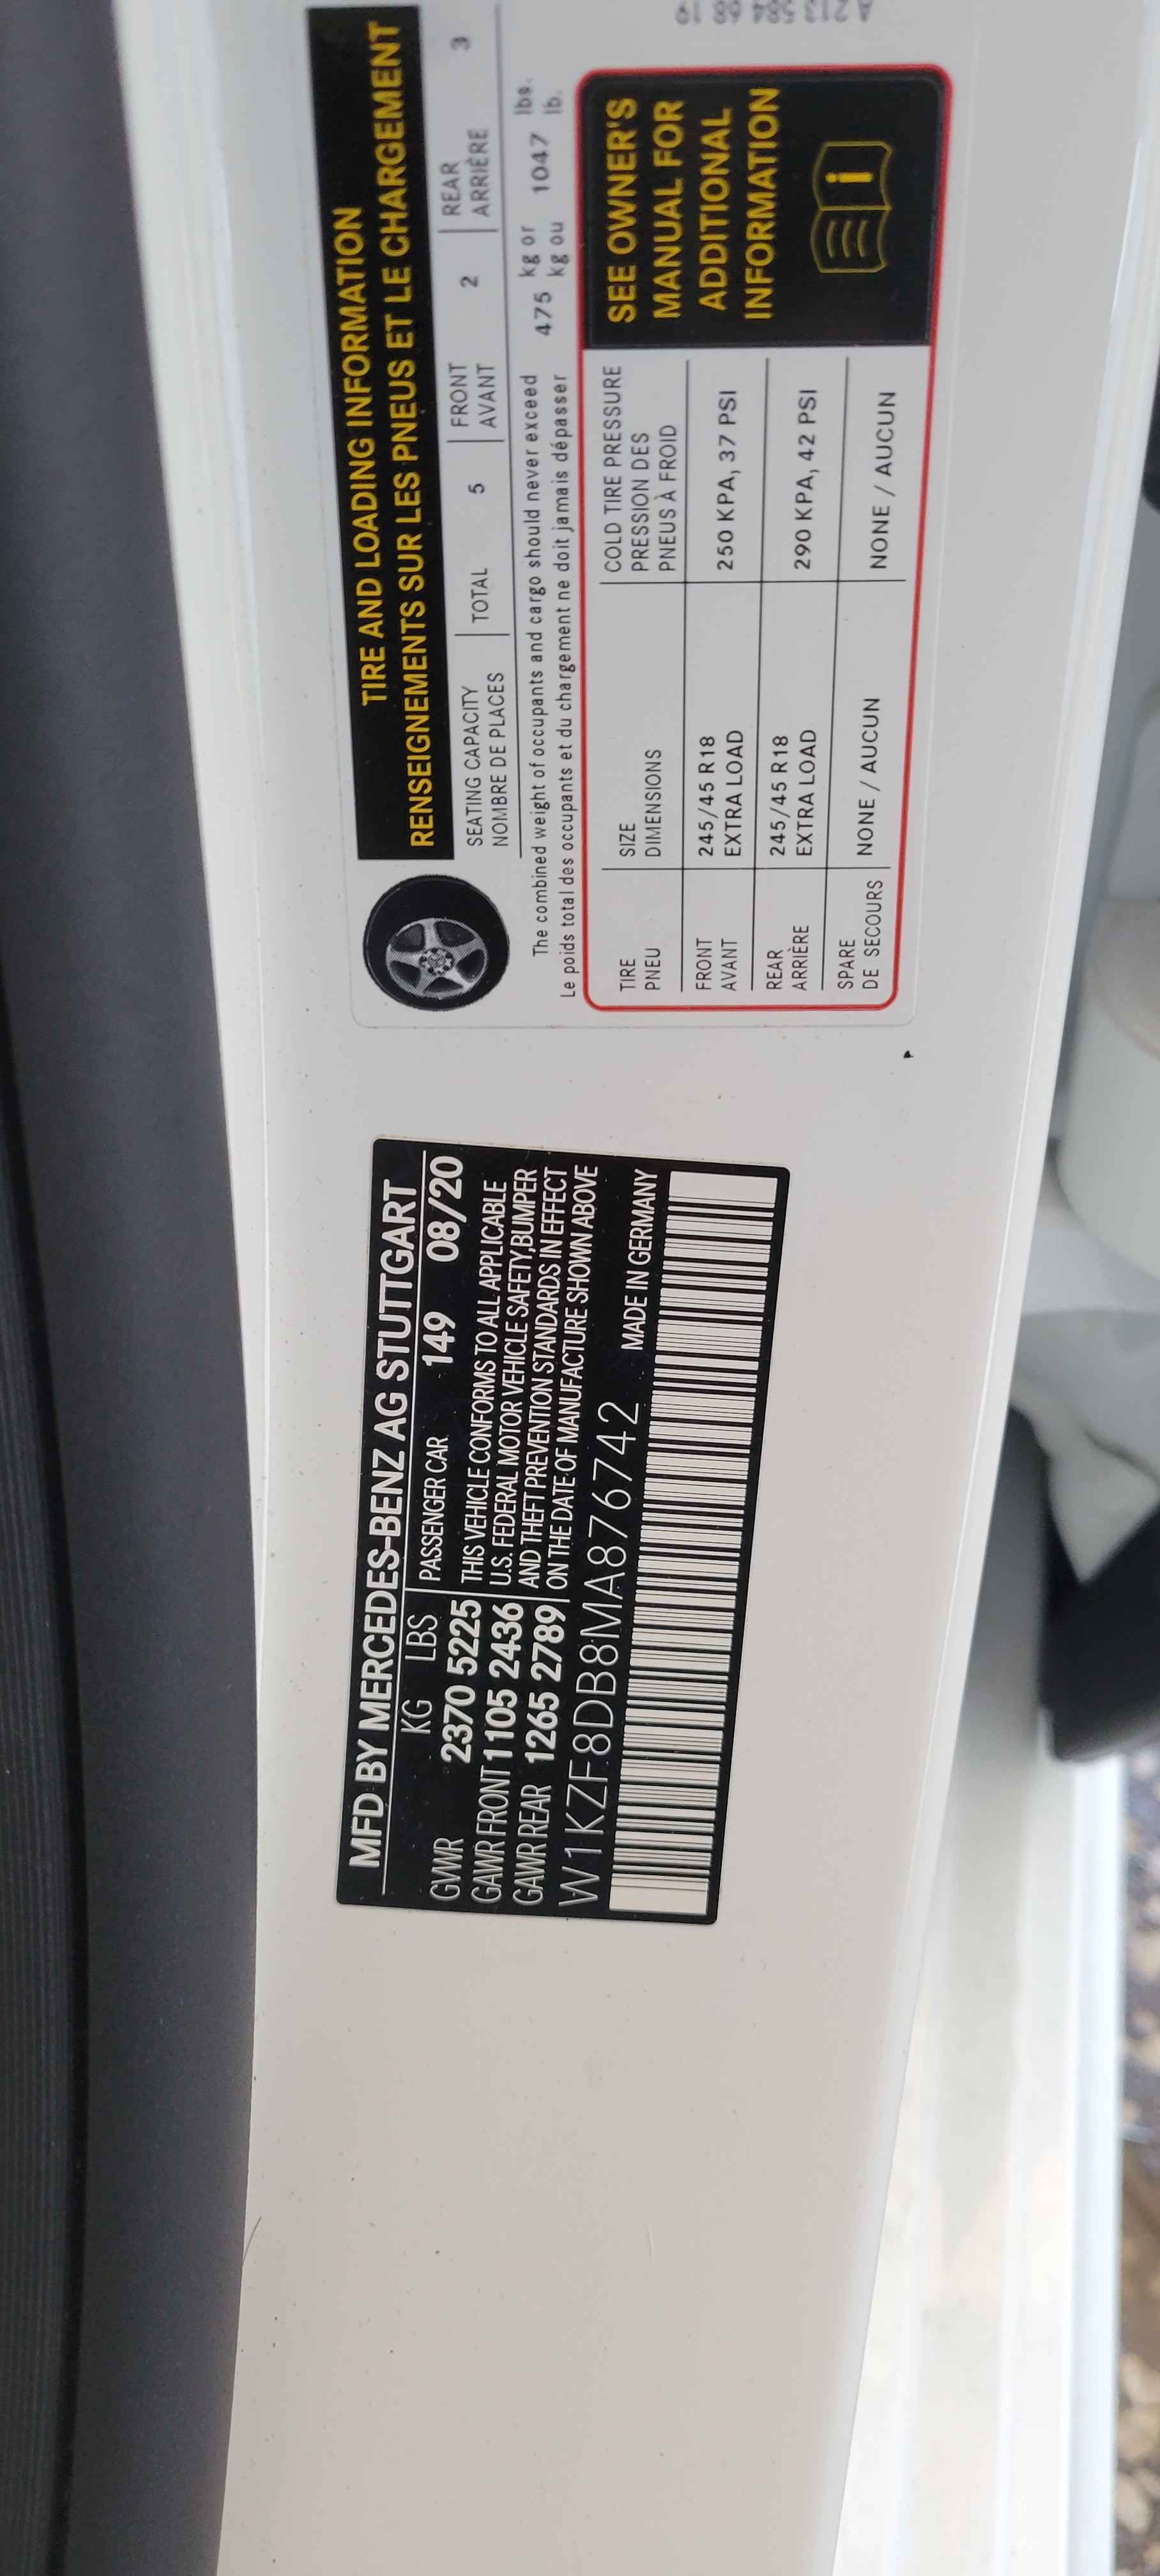 TIRE AND LOADING INFORMATION
RENSEIGNEMENTS SUR LES PNEUS ET LE CHARGEMENT
SEATING CAPACITY
NOMBRE DE PLACES
TOTAL 5
FRONT
AVANT
2
REAR
ARRIÈRE
3
The combined weight of occupants and cargo should never exceed 475 kg or 1047 lbs.
Le poids total des occupants et du chargement ne doit jamais dépasser kg ou lb.
TIRE
PNEU
SIZE
DIMENSIONS
COLD TIRE PRESSURE
PRESSION DES
PNEUS À FROID
FRONT
AVANT
245/45 R18
EXTRA LOAD
250 KPA, 37 PSI
REAR
ARRIÈRE
245/45 R18
EXTRA LOAD
290 KPA, 42 PSI
SPARE
DE SECOURS
NONE / AUCUN
NONE / AUCUN
SEE OWNER'S
MANUAL FOR
ADDITIONAL
INFORMATION
A 213 584 68 19
MFD BY MERCEDES-BENZ AG STUTTGART
KG LBS
GVWR 2370 5225
GAWR FRONT 1105 2436
GAWR REAR 1265 2789
PASSENGER CAR 149 08/20
THIS VEHICLE CONFORMS TO ALL APPLICABLE
U.S. FEDERAL MOTOR VEHICLE SAFETY,BUMPER
AND THEFT PREVENTION STANDARDS IN EFFECT
ON THE DATE OF MANUFACTURE SHOWN ABOVE
W1KZF8DB8MA876742 MADE IN GERMANY